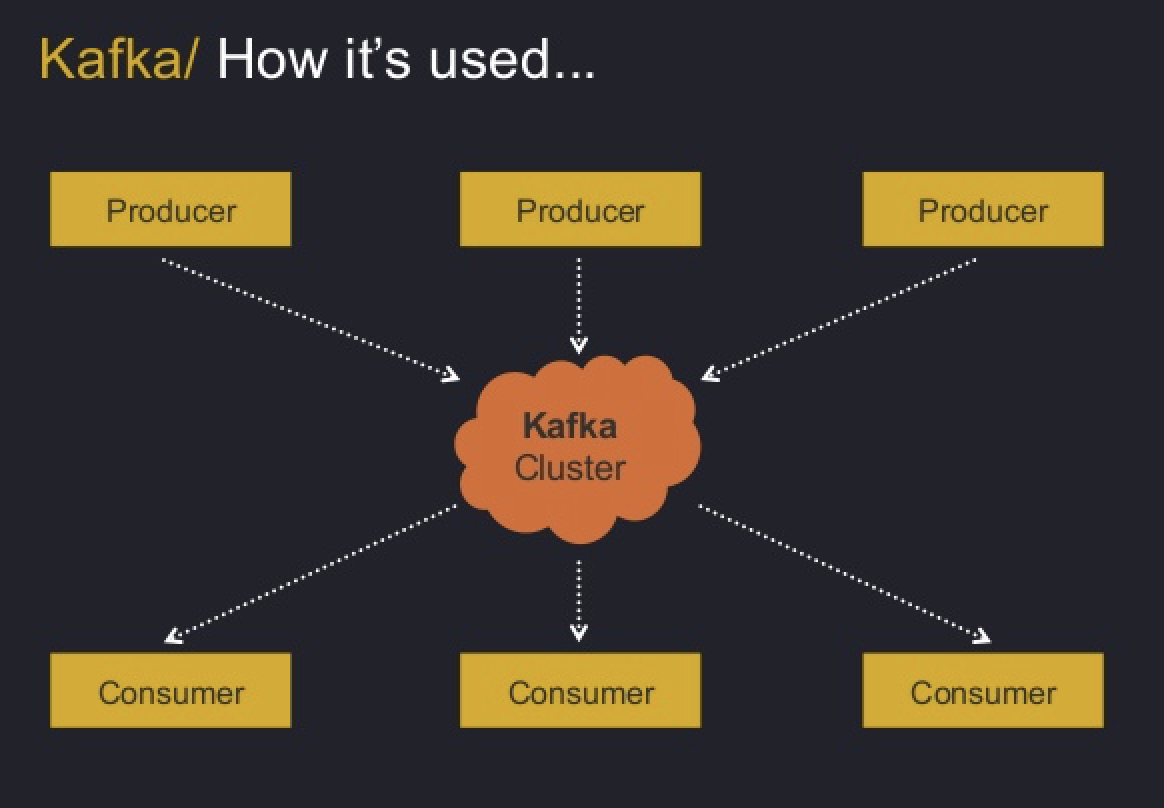 Kafka/ How it’s used...
Producer
Producer
Producer
Kafka
Cluster
Consumer
Consumer
Consumer